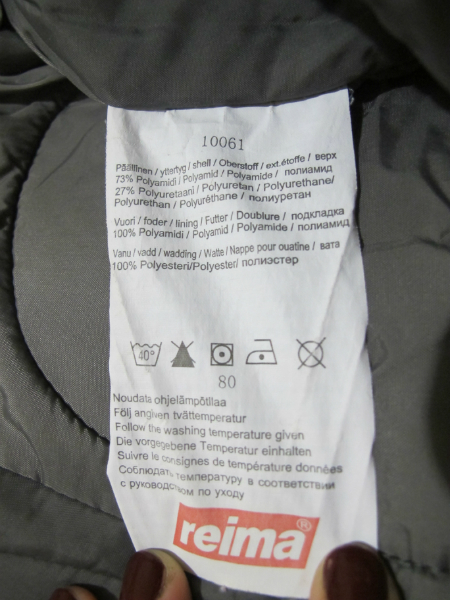 10061
Päällinen / yttertyg / shell / Oberstoff / ext.étoffe / верх
73% Polyamidi / Polyamid / Polyamide / полиамид
27% Polyuretaani / Polyuretan / Polyurethane/
Polyurethan / Polyuréthane / полиуретан
Vuori / foder / lining / Futter / Doublure / подкладка
100% Polyamidi / Polyamid / Polyamide / полиамид
Vanu / vadd / wadding / Watte / Nappe pour ouatine / вата
100% Polyesteri/Polyester/ полиэстер
40°
80
Noudata ohjelämpötilaa
Följ angiven tvättemperatur
Follow the washing temperature given
Die vorgegebene Temperatur einhalten
Suivre le consignes de température données
Соблюдать температуру в соответствии
с руководством по уходу
reima®